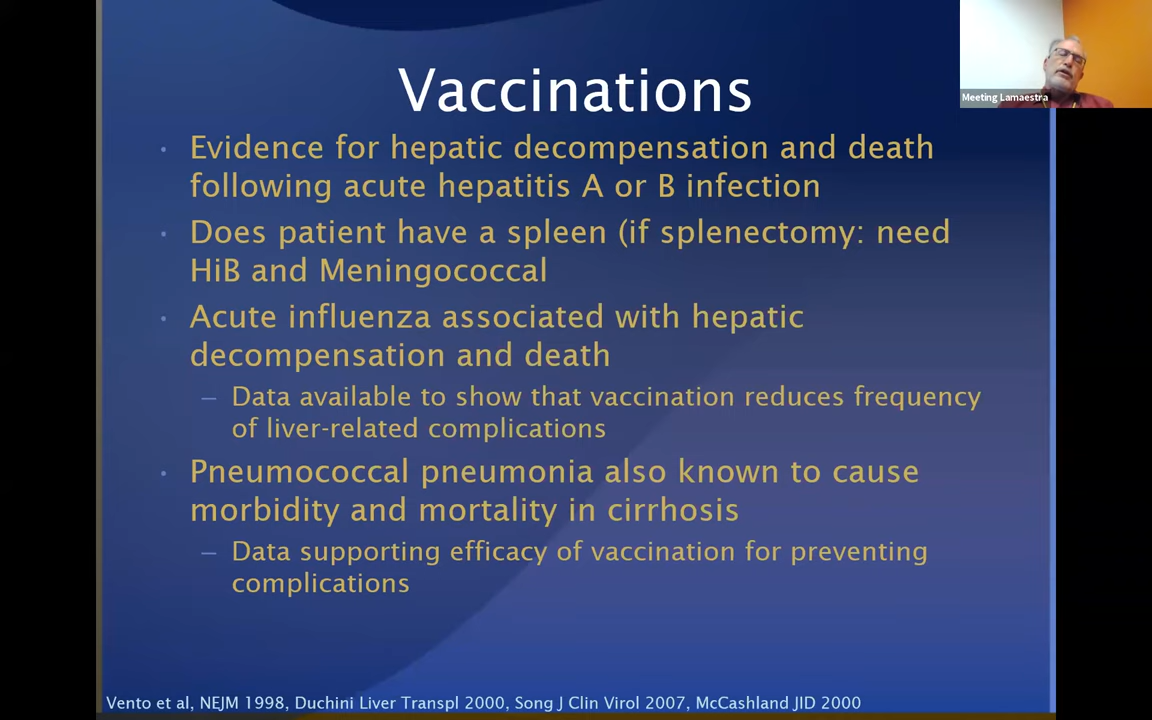 Vaccinations
Meeting Lamaestra
• Evidence for hepatic decompensation and death
following acute hepatitis A or B infection
• Does patient have a spleen (if splenectomy: need
HiB and Meningococcal
• Acute influenza associated with hepatic
decompensation and death
– Data available to show that vaccination reduces frequency
of liver-related complications
• Pneumococcal pneumonia also known to cause
morbidity and mortality in cirrhosis
– Data supporting efficacy of vaccination for preventing
complications
Vento et al, NEJM 1998, Duchini Liver Transpl 2000, Song J Clin Virol 2007, McCashland JID 2000